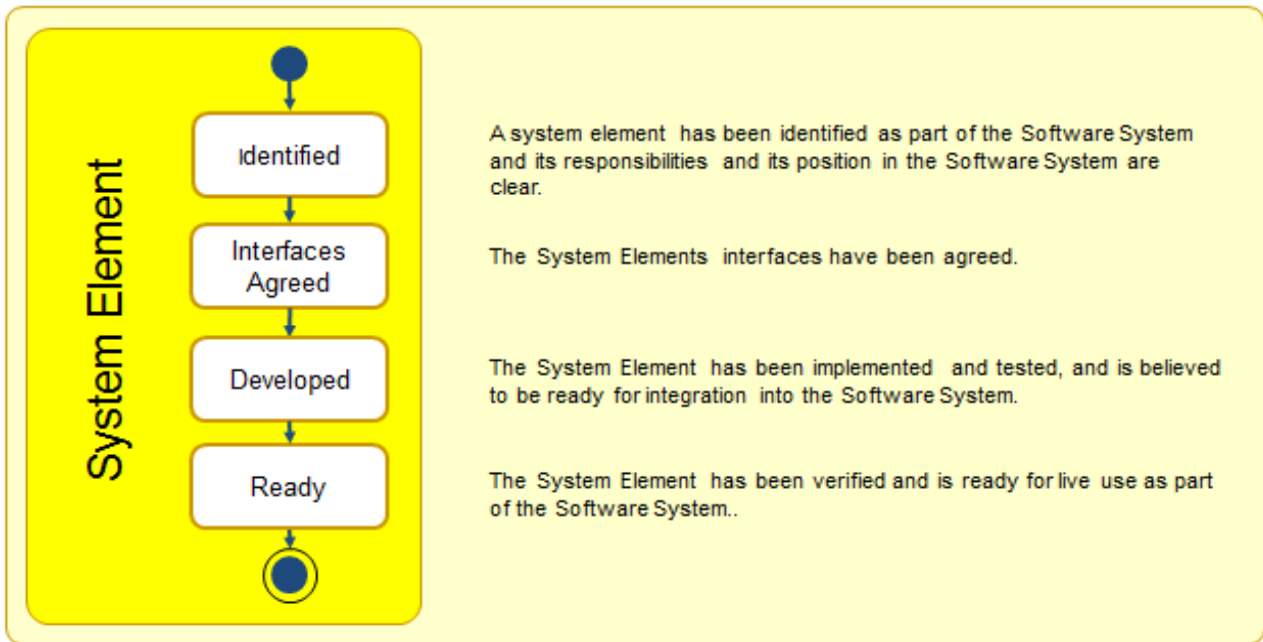 System Element
Identified
A system element has been identified as part of the Software System
and its responsibilities and its position in the Software System are
clear.
Interfaces
Agreed
The System Elements interfaces have been agreed.
Developed
The System Element has been implemented and tested, and is believed
to be ready for integration into the Software System.
Ready
The System Element has been verified and is ready for live use as part
of the Software System..